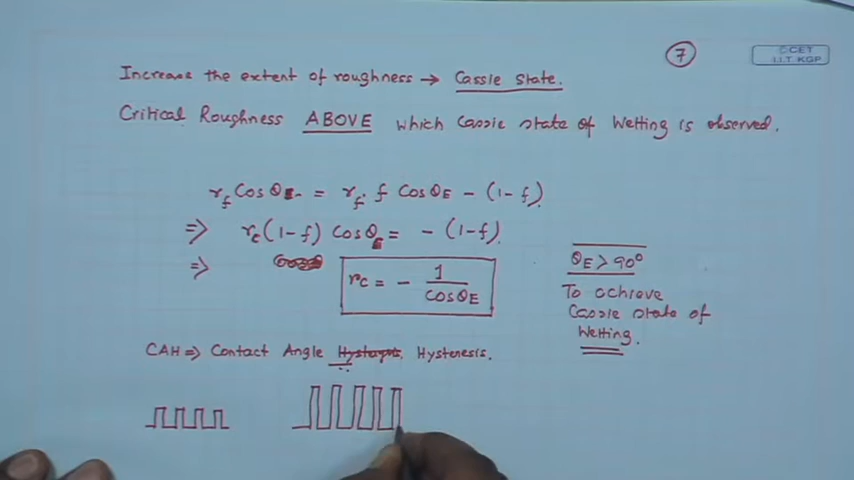 7
©CET
I.I.T. KGP
Increase the extent of roughness → Cassie State.
Critical Roughness ABOVE which Cassie state of Wetting is observed.
r_f Cos θ_E = r_f · f Cos θ_E - (1-f).
=> r_c (1-f) Cos θ_E = - (1-f).
=> r_c = - 1/Cos θ_E
θ_E > 90°
To achieve
Cassie state of
Wetting.
CAH => Contact Angle Hysteresis.